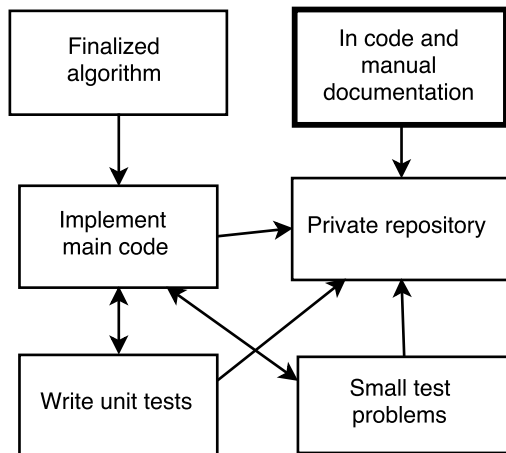 Finalized
algorithm
In code and
manual
documentation
Implement
main code
Private repository
Write unit tests
Small test
problems